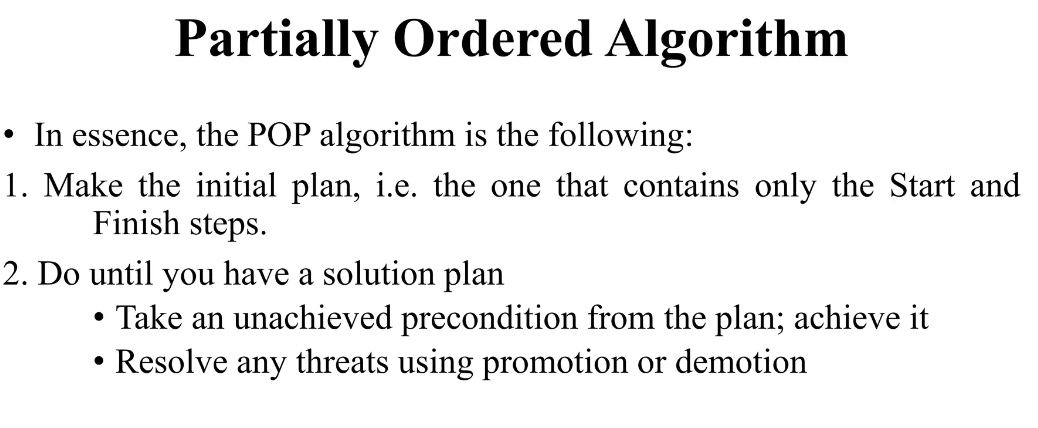 Partially Ordered Algorithm
• In essence, the POP algorithm is the following:
1. Make the initial plan, i.e. the one that contains only the Start and
Finish steps.
2. Do until you have a solution plan
• Take an unachieved precondition from the plan; achieve it
• Resolve any threats using promotion or demotion